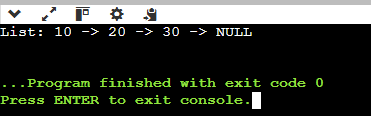 List: 10 -> 20 -> 30 -> NULL
...Program finished with exit code 0
Press ENTER to exit console.